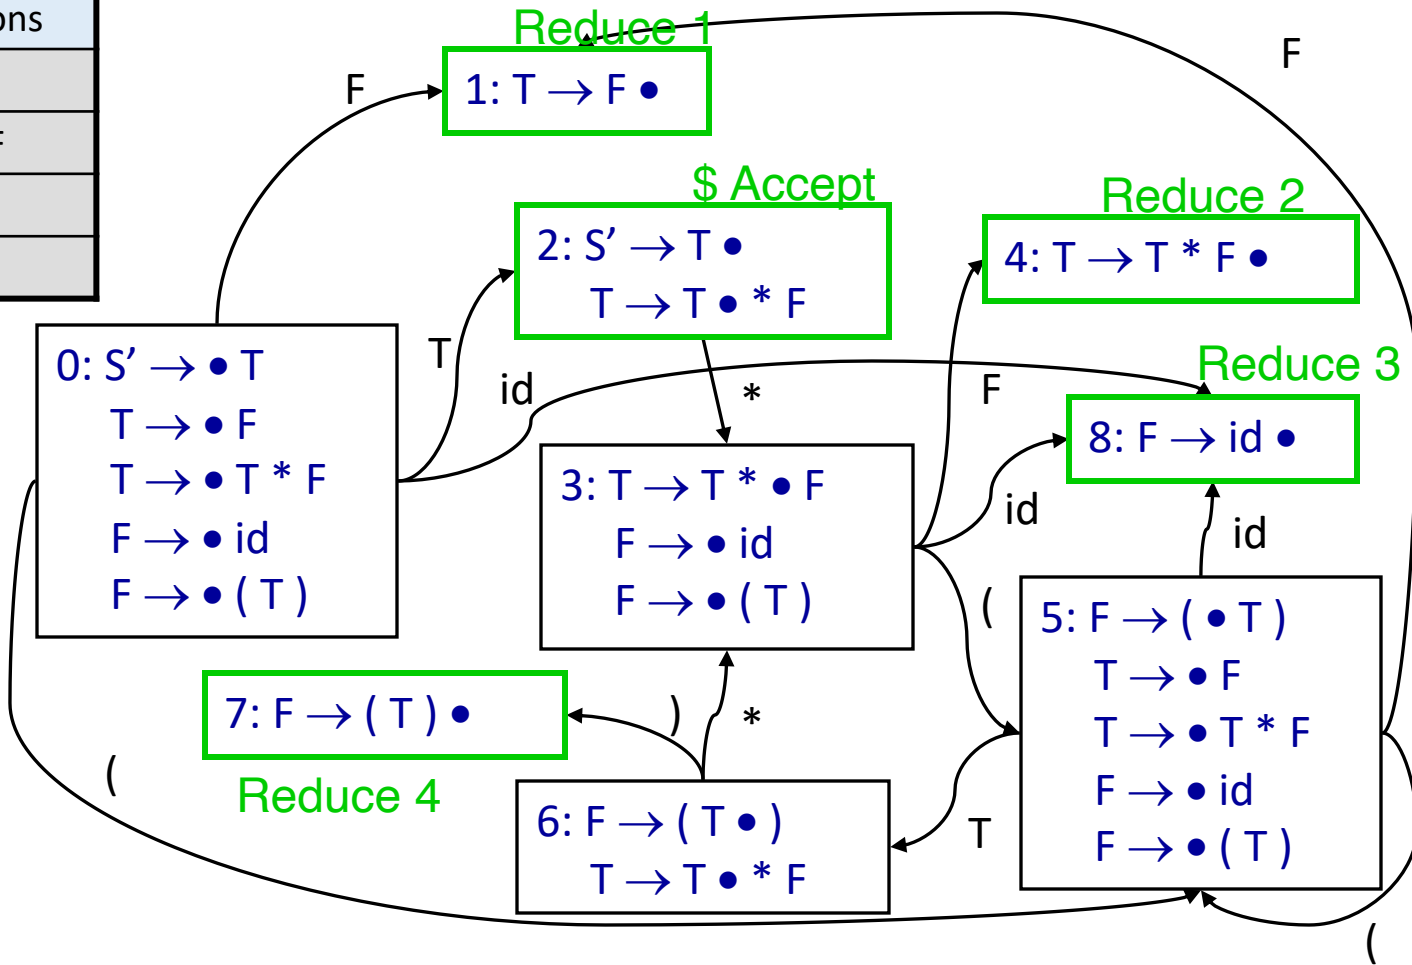 ons
F
Reduce 1
F
1: T → F •
F
$ Accept
2: S’ → T •
T → T • * F
Reduce 2
4: T → T * F •
0: S’ → • T
T → • F
T → • T * F
F → • id
F → • ( T )
T
id
*
F
Reduce 3
8: F → id •
3: T → T * • F
F → • id
F → • ( T )
id
id
(
5: F → ( • T )
T → • F
T → • T * F
F → • id
F → • ( T )
7: F → ( T ) •
Reduce 4
)
*
(
6: F → ( T • )
T → T • * F
T
(